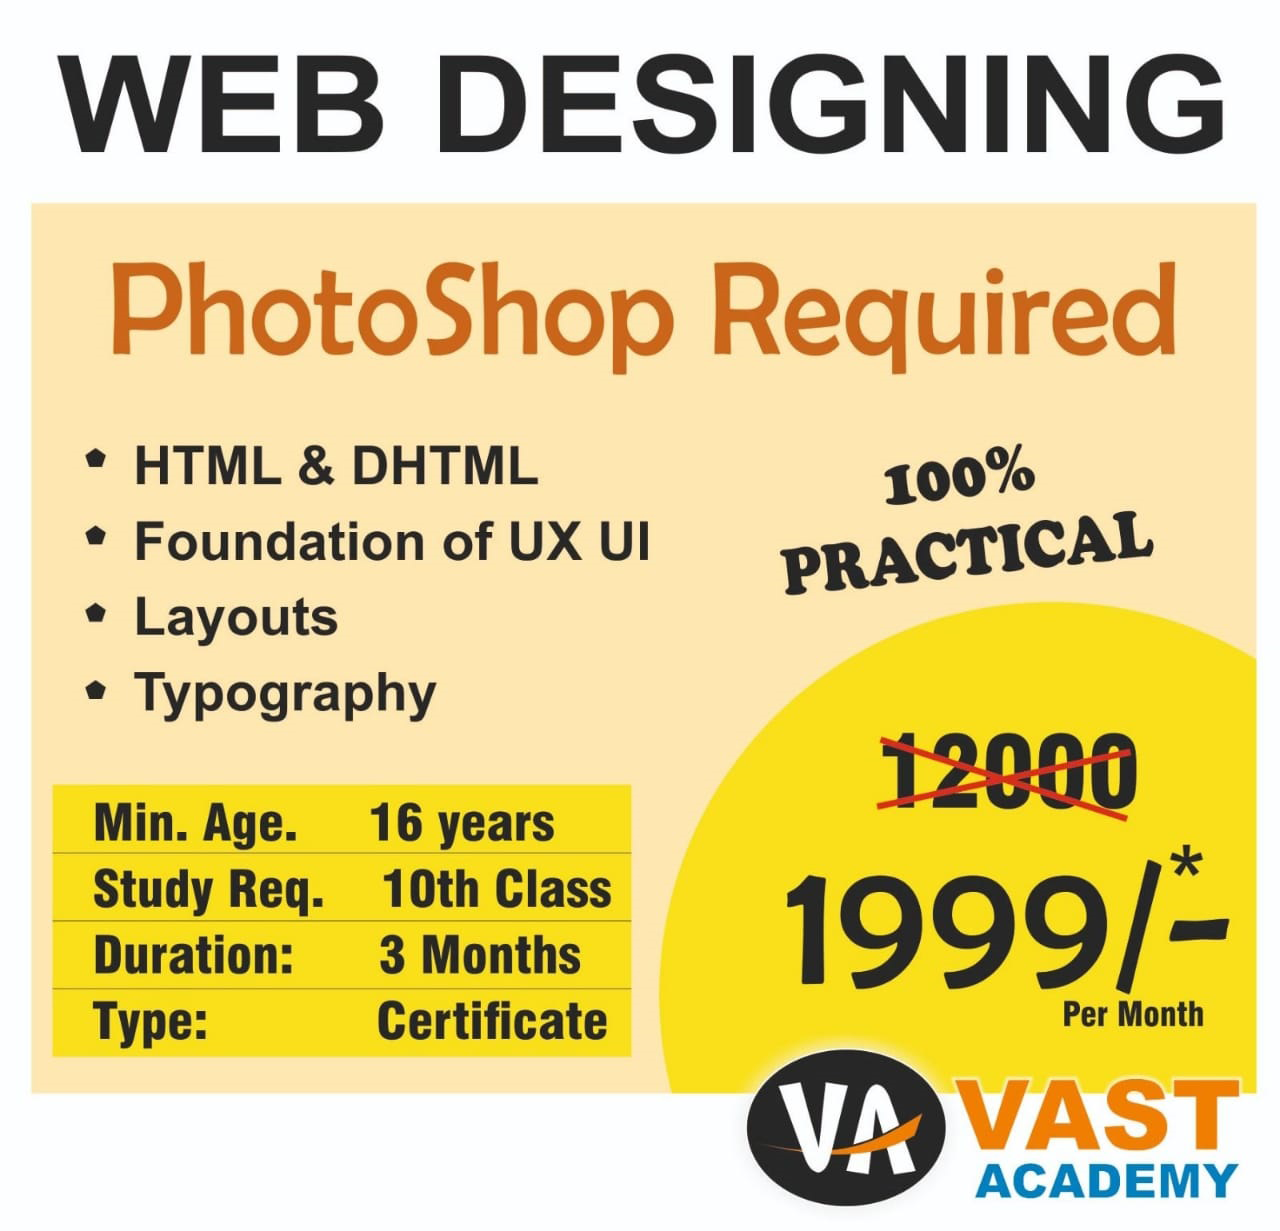 WEB DESIGNING
PhotoShop Required
HTML & DHTML
Foundation of UX UI
Layouts
Typography
100%
PRACTICAL
Min. Age. 16 years
Study Req. 10th Class
Duration: 3 Months
Type: Certificate
12000
1999/-*
Per Month
VA VAST
ACADEMY